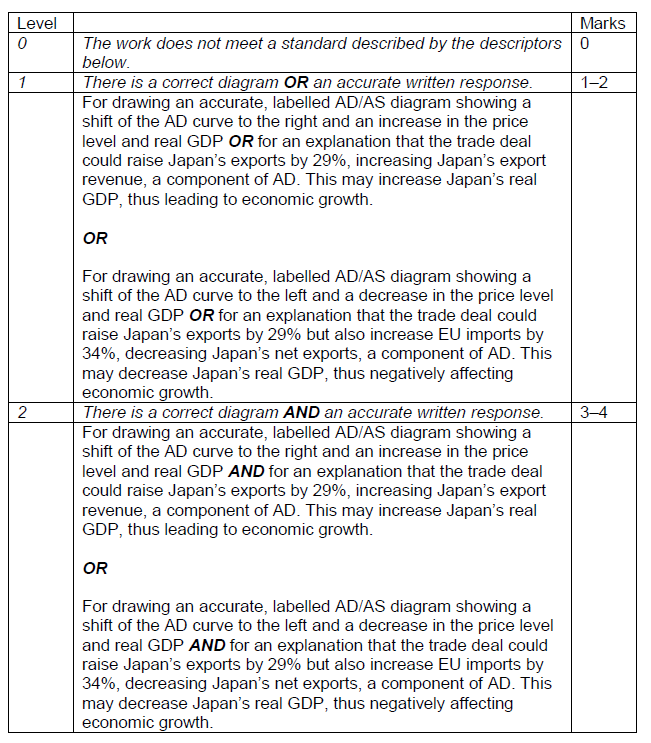 Level Marks
0 The work does not meet a standard described by the descriptors 0
below.
1 There is a correct diagram OR an accurate written response. 1–2
For drawing an accurate, labelled AD/AS diagram showing a
shift of the AD curve to the right and an increase in the price
level and real GDP OR for an explanation that the trade deal
could raise Japan's exports by 29%, increasing Japan's export
revenue, a component of AD. This may increase Japan's real
GDP, thus leading to economic growth.
OR
For drawing an accurate, labelled AD/AS diagram showing a
shift of the AD curve to the left and a decrease in the price level
and real GDP OR for an explanation that the trade deal could
raise Japan's exports by 29% but also increase EU imports by
34%, decreasing Japan's net exports, a component of AD. This
may decrease Japan's real GDP, thus negatively affecting
economic growth.
2 There is a correct diagram AND an accurate written response. 3–4
For drawing an accurate, labelled AD/AS diagram showing a
shift of the AD curve to the right and an increase in the price
level and real GDP AND for an explanation that the trade deal
could raise Japan's exports by 29%, increasing Japan's export
revenue, a component of AD. This may increase Japan's real
GDP, thus leading to economic growth.
OR
For drawing an accurate, labelled AD/AS diagram showing a
shift of the AD curve to the left and a decrease in the price level
and real GDP AND for an explanation that the trade deal could
raise Japan's exports by 29% but also increase EU imports by
34%, decreasing Japan's net exports, a component of AD. This
may decrease Japan's real GDP, thus negatively affecting
economic growth.